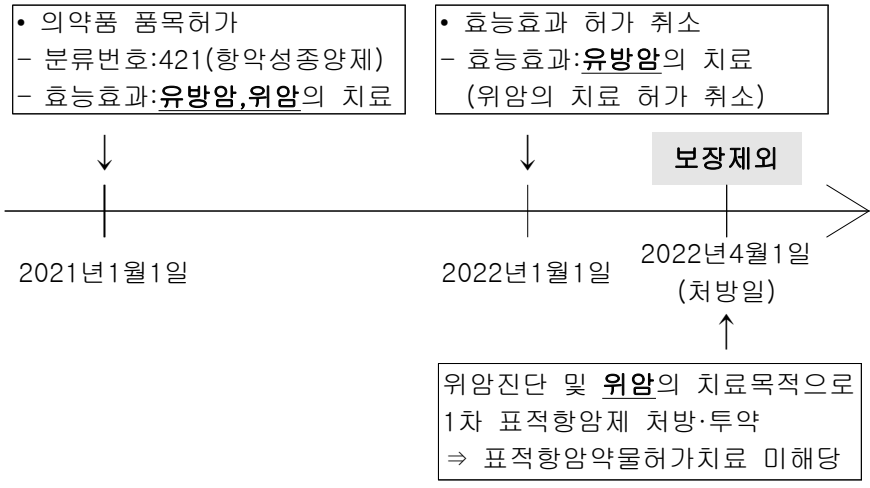 • 의약품 품목허가
- 분류번호:421(항악성종양제)
- 효능효과:유방암,위암의 치료
• 효능효과 허가 취소
- 효능효과:유방암의 치료
(위암의 치료 허가 취소)
보장제외
2021년1월1일
2022년1월1일
2022년4월1일
(처방일)
위암진단 및 위암의 치료목적으로
1차 표적항암제 처방·투약
⇒ 표적항암약물허가치료 미해당